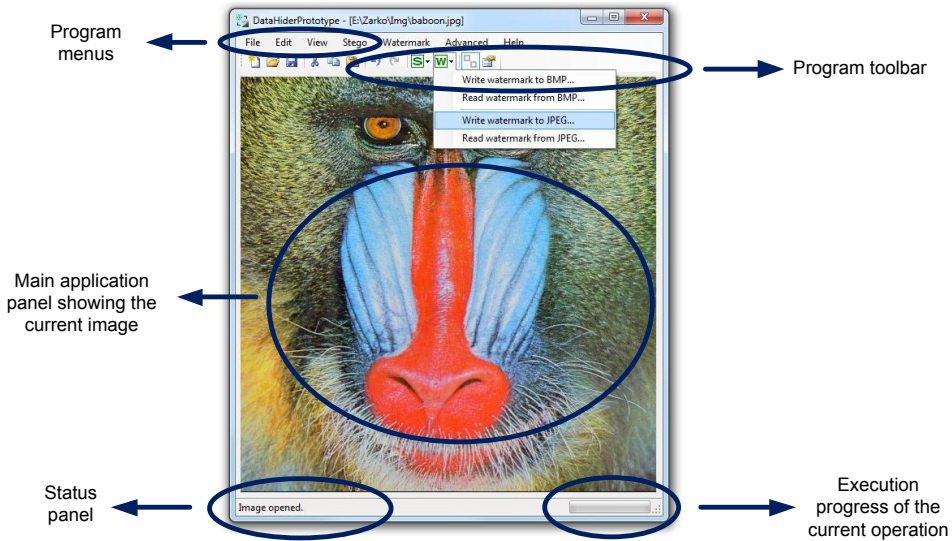 DataHiderPrototype - [E:\Zarko\Img\baboon.jpg]
Program
menus
File Edit View Stego Watermark Advanced Help
S W
Program toolbar
Write watermark to BMP...
Read watermark from BMP...
Write watermark to JPEG...
Read watermark from JPEG...
Main application
panel showing the
current image
Status
panel
Image opened.
Execution
progress of the
current operation